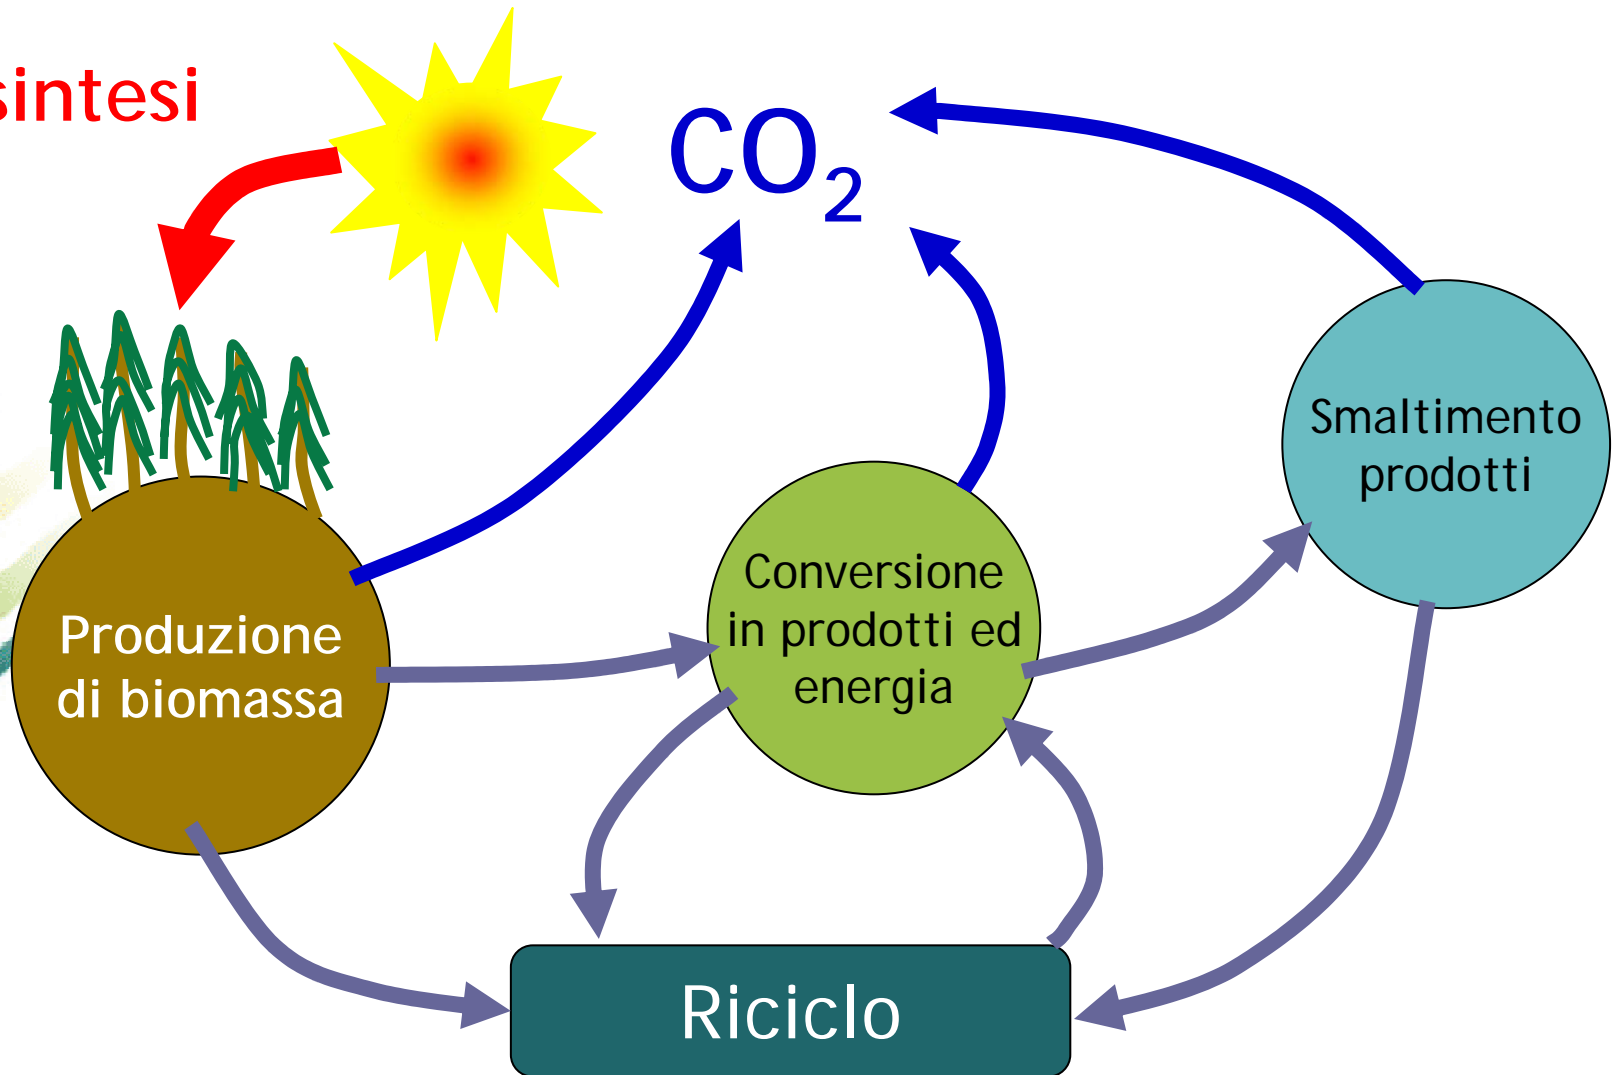 sintesi
CO₂
Smaltimento
prodotti
Conversione
in prodotti ed
energia
Produzione
di biomassa
Riciclo